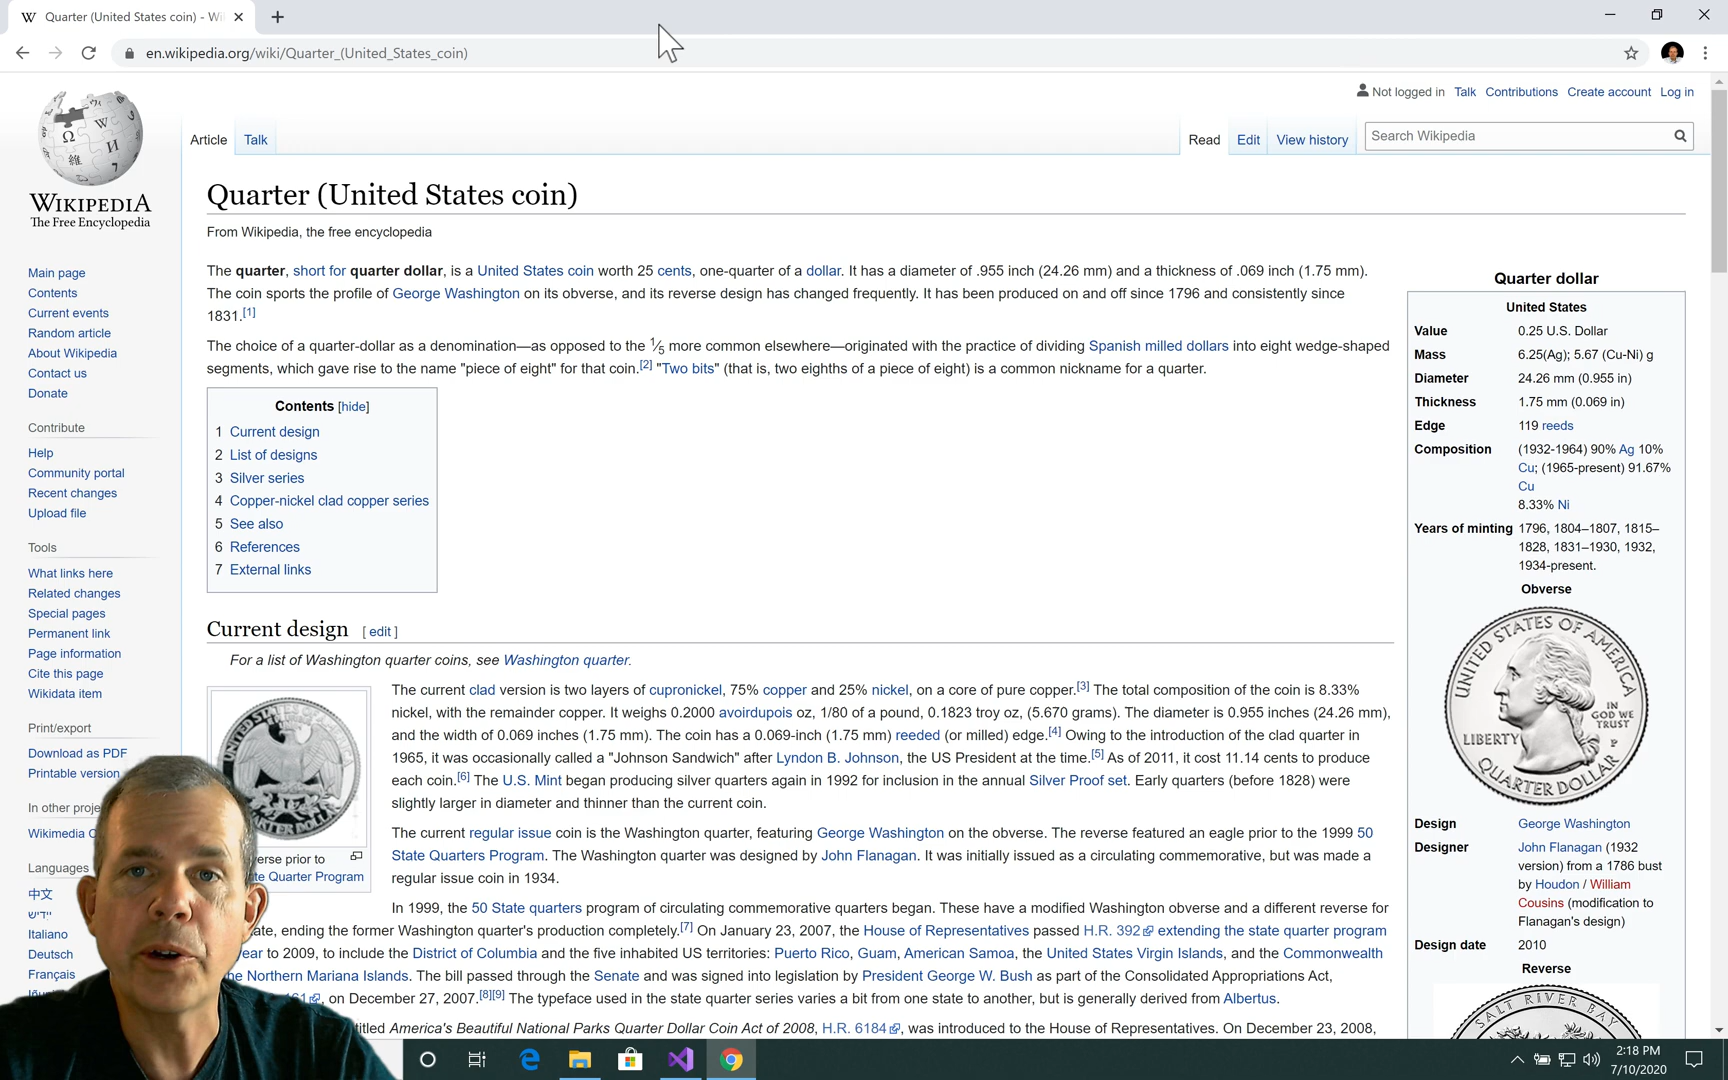 Quarter (United States coin) - Wi
en.wikipedia.org/wiki/Quarter_(United_States_coin)
Not logged in Talk Contributions Create account Log in
Article Talk Read Edit View history Search Wikipedia
WIKIPEDIA
The Free Encyclopedia
Main page
Contents
Current events
Random article
About Wikipedia
Contact us
Donate
Contribute
Help
Community portal
Recent changes
Upload file
Tools
What links here
Related changes
Special pages
Permanent link
Page information
Cite this page
Wikidata item
Print/export
Download as PDF
Printable version
In other proje
Wikimedia C
Languages
中文
ייִדיש
Italiano
Deutsch
Français
Quarter (United States coin)
From Wikipedia, the free encyclopedia
The quarter, short for quarter dollar, is a United States coin worth 25 cents, one-quarter of a dollar. It has a diameter of .955 inch (24.26 mm) and a thickness of .069 inch (1.75 mm).
The coin sports the profile of George Washington on its obverse, and its reverse design has changed frequently. It has been produced on and off since 1796 and consistently since
1831.[1]
The choice of a quarter-dollar as a denomination—as opposed to the 1⁄5 more common elsewhere—originated with the practice of dividing Spanish milled dollars into eight wedge-shaped
segments, which gave rise to the name "piece of eight" for that coin.[2] "Two bits" (that is, two eighths of a piece of eight) is a common nickname for a quarter.
Contents [hide]
1 Current design
2 List of designs
3 Silver series
4 Copper-nickel clad copper series
5 See also
6 References
7 External links
Current design [ edit ]
For a list of Washington quarter coins, see Washington quarter.
The current clad version is two layers of cupronickel, 75% copper and 25% nickel, on a core of pure copper.[3] The total composition of the coin is 8.33%
nickel, with the remainder copper. It weighs 0.2000 avoirdupois oz, 1/80 of a pound, 0.1823 troy oz, (5.670 grams). The diameter is 0.955 inches (24.26 mm),
and the width of 0.069 inches (1.75 mm). The coin has a 0.069-inch (1.75 mm) reeded (or milled) edge.[4] Owing to the introduction of the clad quarter in
1965, it was occasionally called a "Johnson Sandwich" after Lyndon B. Johnson, the US President at the time.[5] As of 2011, it cost 11.14 cents to produce
each coin.[6] The U.S. Mint began producing silver quarters again in 1992 for inclusion in the annual Silver Proof set. Early quarters (before 1828) were
slightly larger in diameter and thinner than the current coin.
The current regular issue coin is the Washington quarter, featuring George Washington on the obverse. The reverse featured an eagle prior to the 1999 50
State Quarters Program. The Washington quarter was designed by John Flanagan. It was initially issued as a circulating commemorative, but was made a
regular issue coin in 1934.
erse prior to
te Quarter Program
In 1999, the 50 State quarters program of circulating commemorative quarters began. These have a modified Washington obverse and a different reverse for
ate, ending the former Washington quarter's production completely.[7] On January 23, 2007, the House of Representatives passed H.R. 392 extending the state quarter program
ear to 2009, to include the District of Columbia and the five inhabited US territories: Puerto Rico, Guam, American Samoa, the United States Virgin Islands, and the Commonwealth
he Northern Mariana Islands. The bill passed through the Senate and was signed into legislation by President George W. Bush as part of the Consolidated Appropriations Act,
161, on December 27, 2007.[8][9] The typeface used in the state quarter series varies a bit from one state to another, but is generally derived from Albertus.
titled America's Beautiful National Parks Quarter Dollar Coin Act of 2008, H.R. 6184, was introduced to the House of Representatives. On December 23, 2008,
Quarter dollar
United States
Value 0.25 U.S. Dollar
Mass 6.25(Ag); 5.67 (Cu-Ni) g
Diameter 24.26 mm (0.955 in)
Thickness 1.75 mm (0.069 in)
Edge 119 reeds
Composition (1932-1964) 90% Ag 10%
Cu; (1965-present) 91.67%
Cu
8.33% Ni
Years of minting 1796, 1804–1807, 1815–
1828, 1831–1930, 1932,
1934-present.
Obverse
UNITED STATES OF AMERICA
IN
GOD WE
TRUST
LIBERTY P
QUARTER DOLLAR
Design George Washington
Designer John Flanagan (1932
version) from a 1786 bust
by Houdon / William
Cousins (modification to
Flanagan's design)
Design date 2010
Reverse
SALT RIVER BAY
2:18 PM
7/10/2020